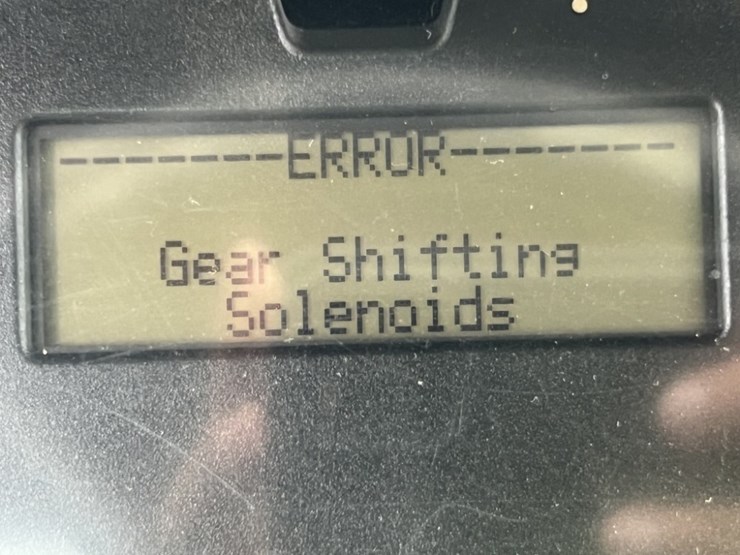 -------ERROR-------
Gear Shifting
Solenoids